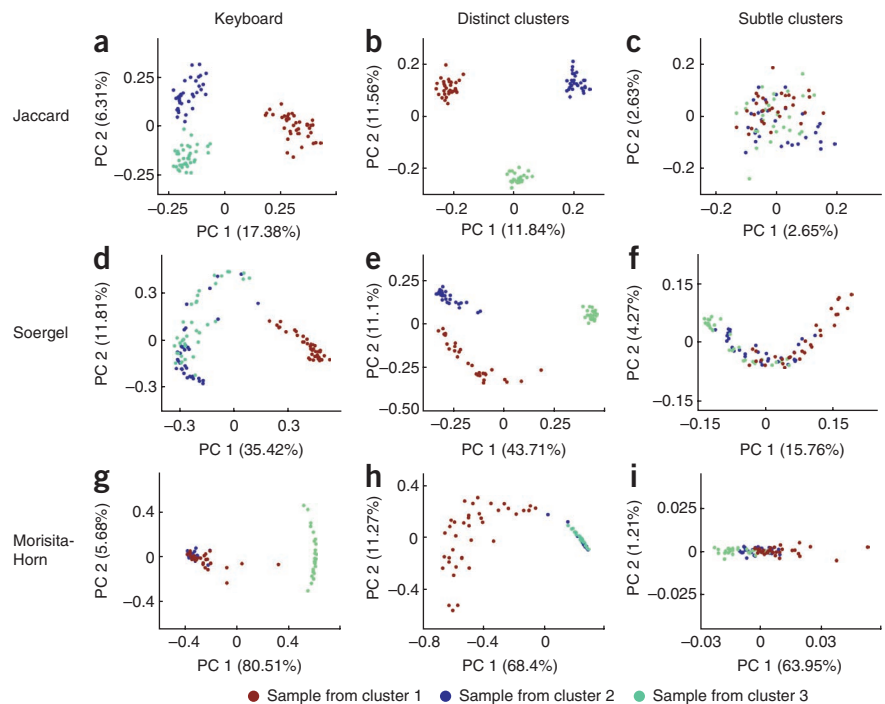 Keyboard
Distinct clusters
Subtle clusters
Jaccard
a
PC 2 (6.31%)
0.25
0
–0.25
–0.25
0
0.25
PC 1 (17.38%)
b
PC 2 (11.56%)
0.2
0
–0.2
–0.2
0
0.2
PC 1 (11.84%)
c
PC 2 (2.63%)
0.2
0
–0.2
–0.2
0
0.2
PC 1 (2.65%)
Soergel
d
PC 2 (11.81%)
0.3
0
–0.3
–0.3
0
0.3
PC 1 (35.42%)
e
PC 2 (11.1%)
0.25
0
–0.25
–0.50
–0.25
0
0.25
PC 1 (43.71%)
f
PC 2 (4.27%)
0.15
0
–0.15
–0.15
0
0.15
PC 1 (15.76%)
Morisita-
Horn
g
PC 2 (5.68%)
0.4
0
–0.4
–0.4
0
0.4
PC 1 (80.51%)
h
PC 2 (11.27%)
0.4
0
–0.4
–0.8
–0.4
0
PC 1 (68.4%)
i
PC 2 (1.21%)
0.025
0
–0.025
–0.03
0
0.03
PC 1 (63.95%)
Sample from cluster 1
Sample from cluster 2
Sample from cluster 3